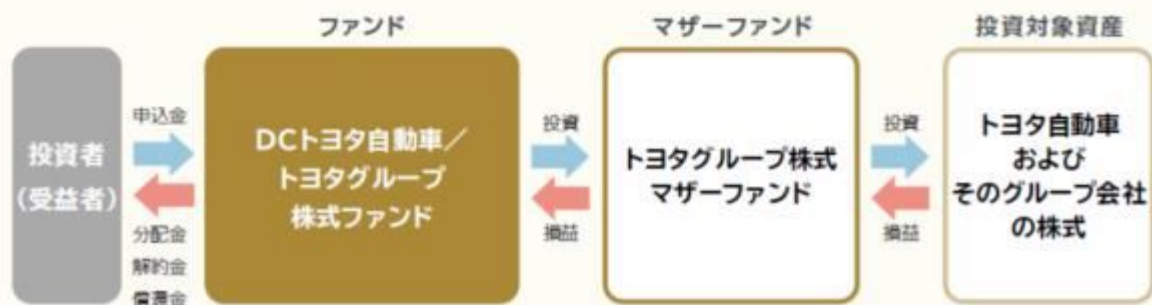 ファンド
マザーファンド
投資対象資産
投資者
(受益者)
申込金
分配金
解約金
償還金
DCトヨタ自動車/
トヨタグループ
株式ファンド
投資
損益
トヨタグループ株式
マザーファンド
投資
損益
トヨタ自動車
および
そのグループ会社
の株式